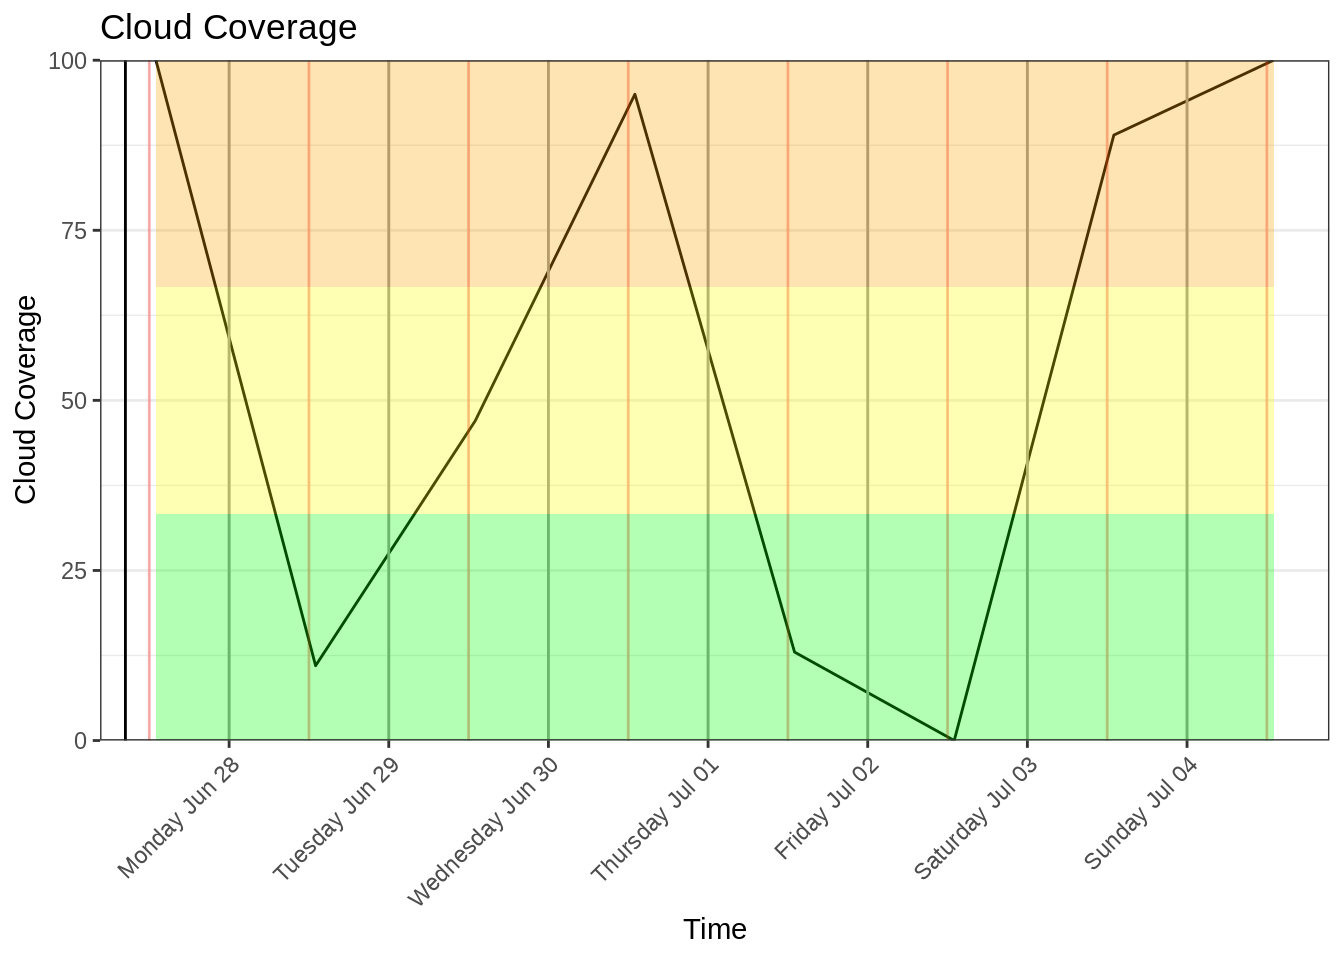 Cloud Coverage
Cloud Coverage
100
75
50
25
0
Monday Jun 28
Tuesday Jun 29
Wednesday Jun 30
Thursday Jul 01
Friday Jul 02
Saturday Jul 03
Sunday Jul 04
Time